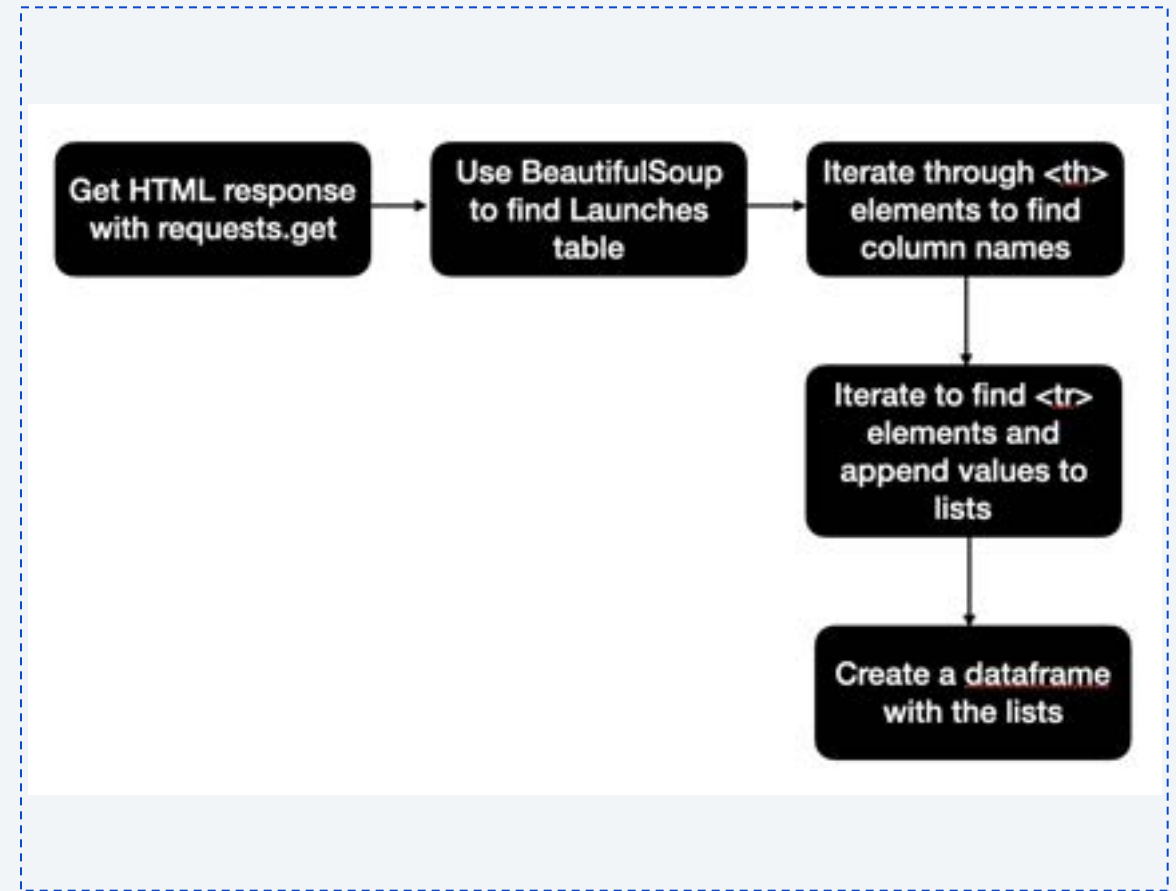 Get HTML response
with requests.get
Use BeautifulSoup
to find Launches
table
Iterate through <th>
elements to find
column names
Iterate to find <tr>
elements and
append values to
lists
Create a dataframe
with the lists